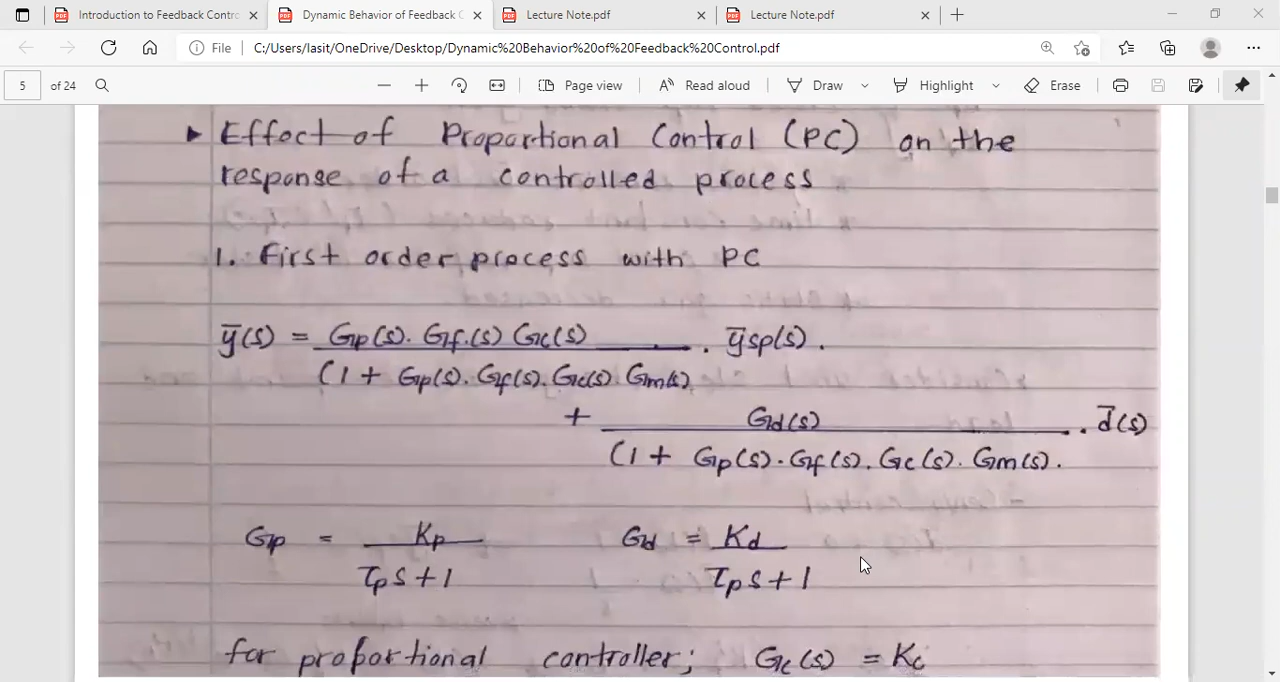 Introduction to Feedback Contro
Dynamic Behavior of Feedback C
Lecture Note.pdf
Lecture Note.pdf
File
C:/Users/lasit/OneDrive/Desktop/Dynamic%20Behavior%20of%20Feedback%20Control.pdf
5 of 24
Page view
Read aloud
Draw
Highlight
Erase
▸ Effect of Proportional Control (PC) on the
response of a controlled process
1. First order process with PC
ȳ(s) = Gp(s). Gf.(s) Gc(s) . ȳsp(s).
(1 + Gp(s). Gf(s). Gc(s). Gm(s)
+ Gd(s) . d̄(s)
(1 + Gp(s). Gf(s). Gc(s). Gm(s).
Gp = Kp Gd = Kd
τps+1 τps+1
for proportional controller; Gc(s) = Kc